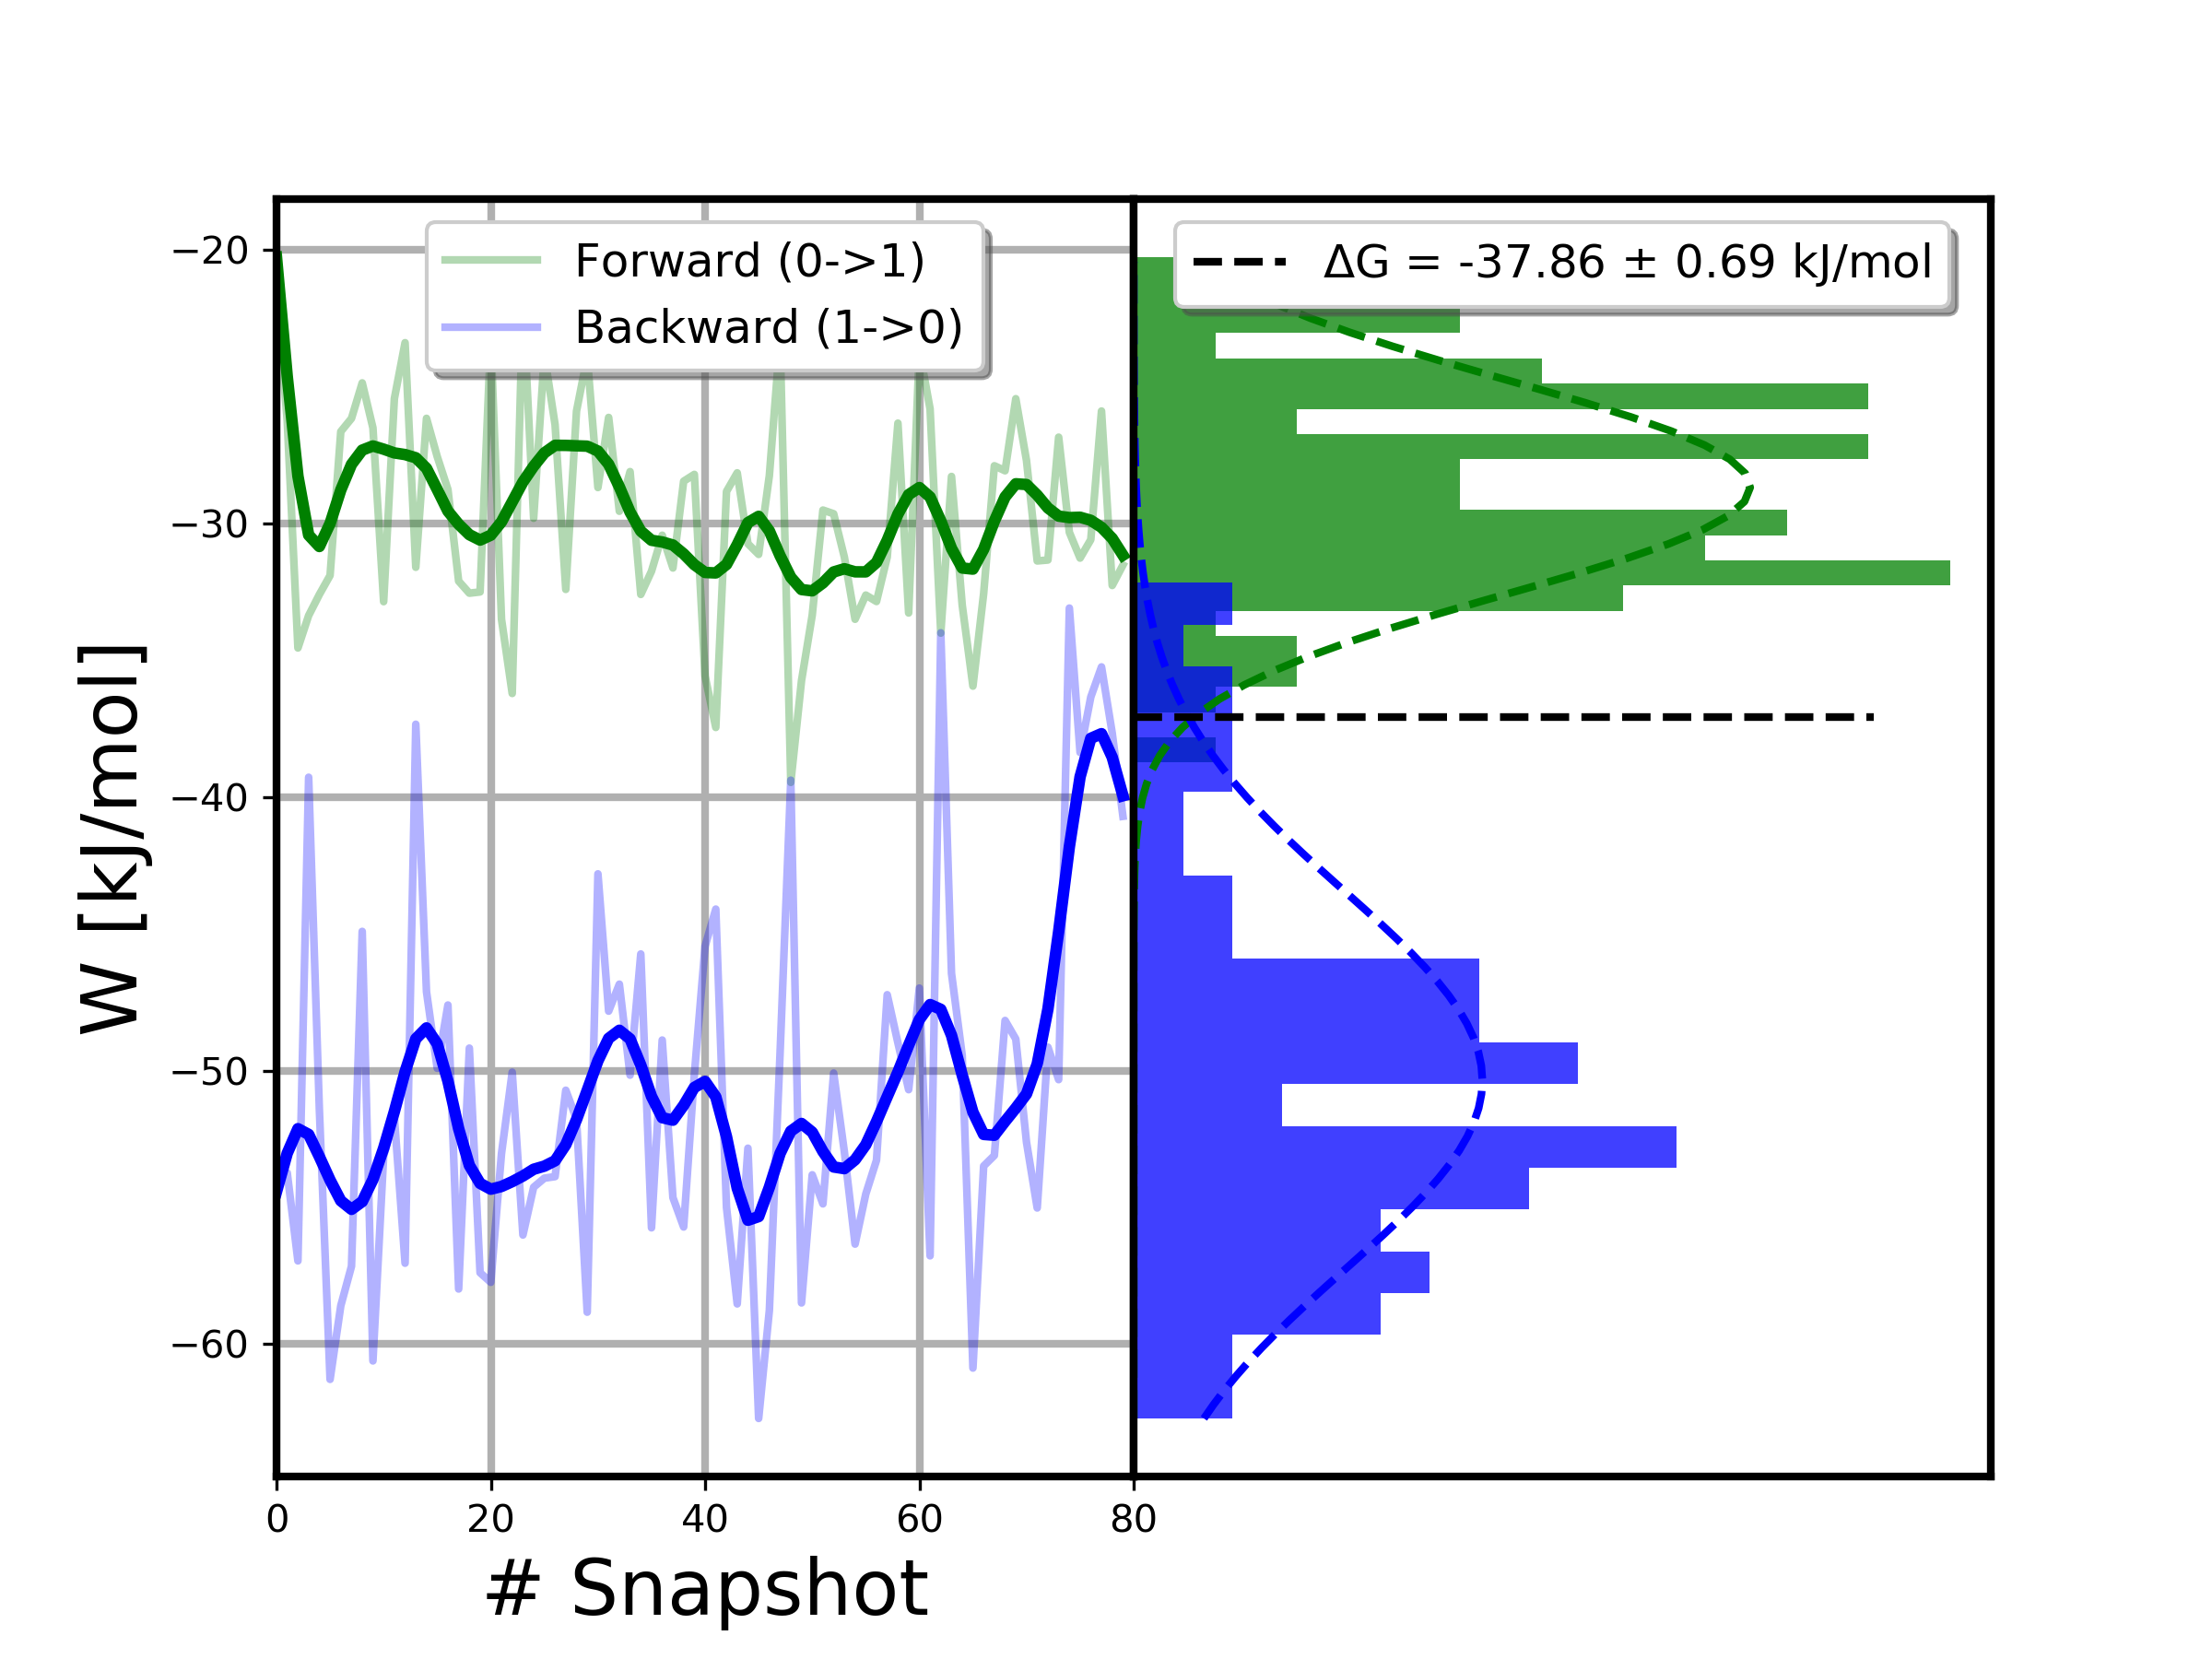 Forward (0->1)
Backward (1->0)
ΔG = -37.86 ± 0.69 kJ/mol
W [kJ/mol]
−20
−30
−40
−50
−60
0 20 40 60 80
# Snapshot